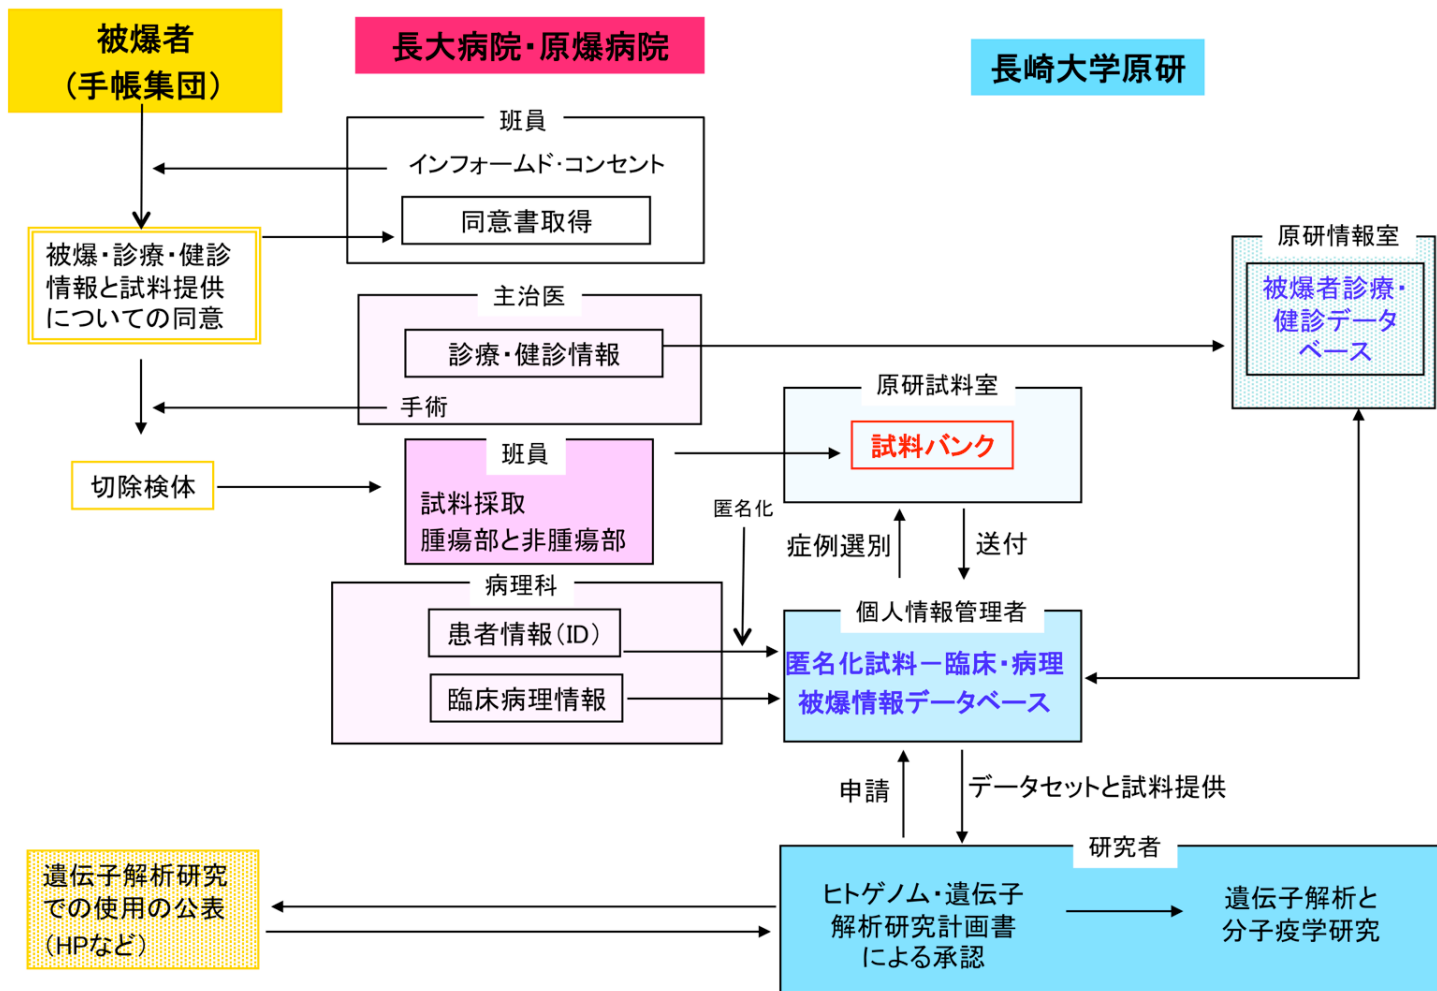 被爆者
（手帳集団）
長大病院・原爆病院
長崎大学原研
班員
インフォームド・コンセント
同意書取得
被爆・診療・健診
情報と試料提供
についての同意
主治医
診療・健診情報
手術
原研情報室
被爆者診療・
健診データ
ベース
原研試料室
試料バンク
切除検体
班員
試料採取
腫瘍部と非腫瘍部
匿名化
症例選別
送付
病理科
患者情報（ID）
臨床病理情報
個人情報管理者
匿名化試料－臨床・病理
被爆情報データベース
申請
データセットと試料提供
研究者
遺伝子解析研究
での使用の公表
（HPなど）
ヒトゲノム・遺伝子
解析研究計画書
による承認
遺伝子解析と
分子疫学研究